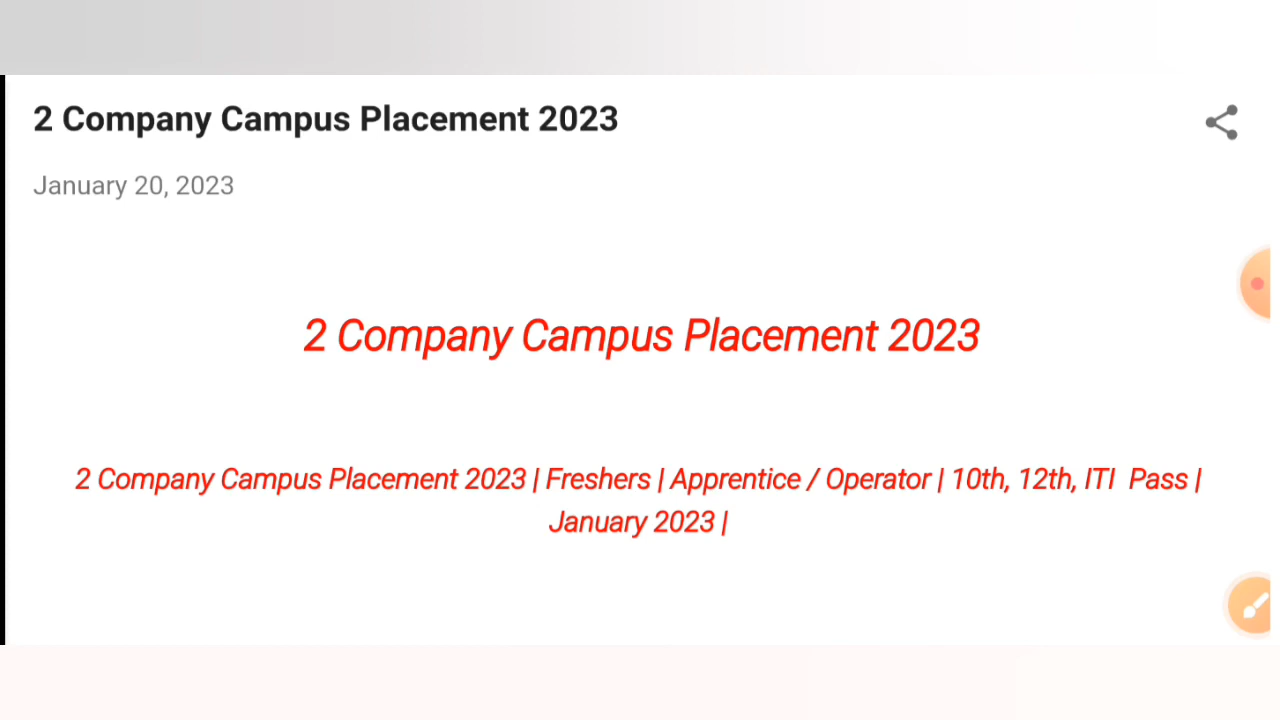 2 Company Campus Placement 2023
January 20, 2023
2 Company Campus Placement 2023
2 Company Campus Placement 2023 | Freshers | Apprentice / Operator | 10th, 12th, ITI  Pass |
January 2023 |